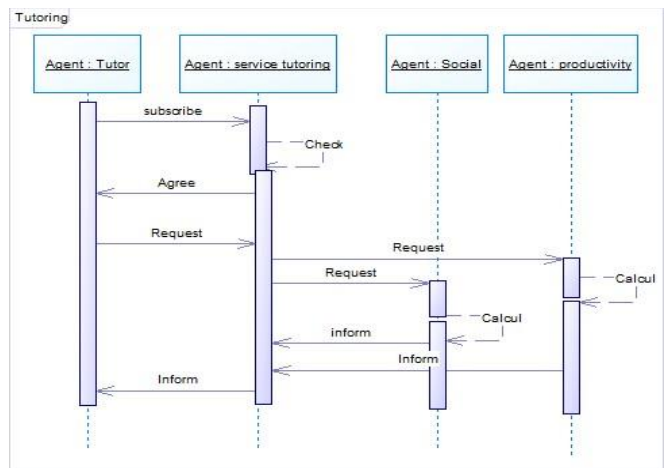 Tutoring
Agent : Tutor
Agent : service tutoring
Agent : Social
Agent : productivity
subscribe
Check
Agree
Request
Request
Request
Calcul
Calcul
inform
Inform
Inform